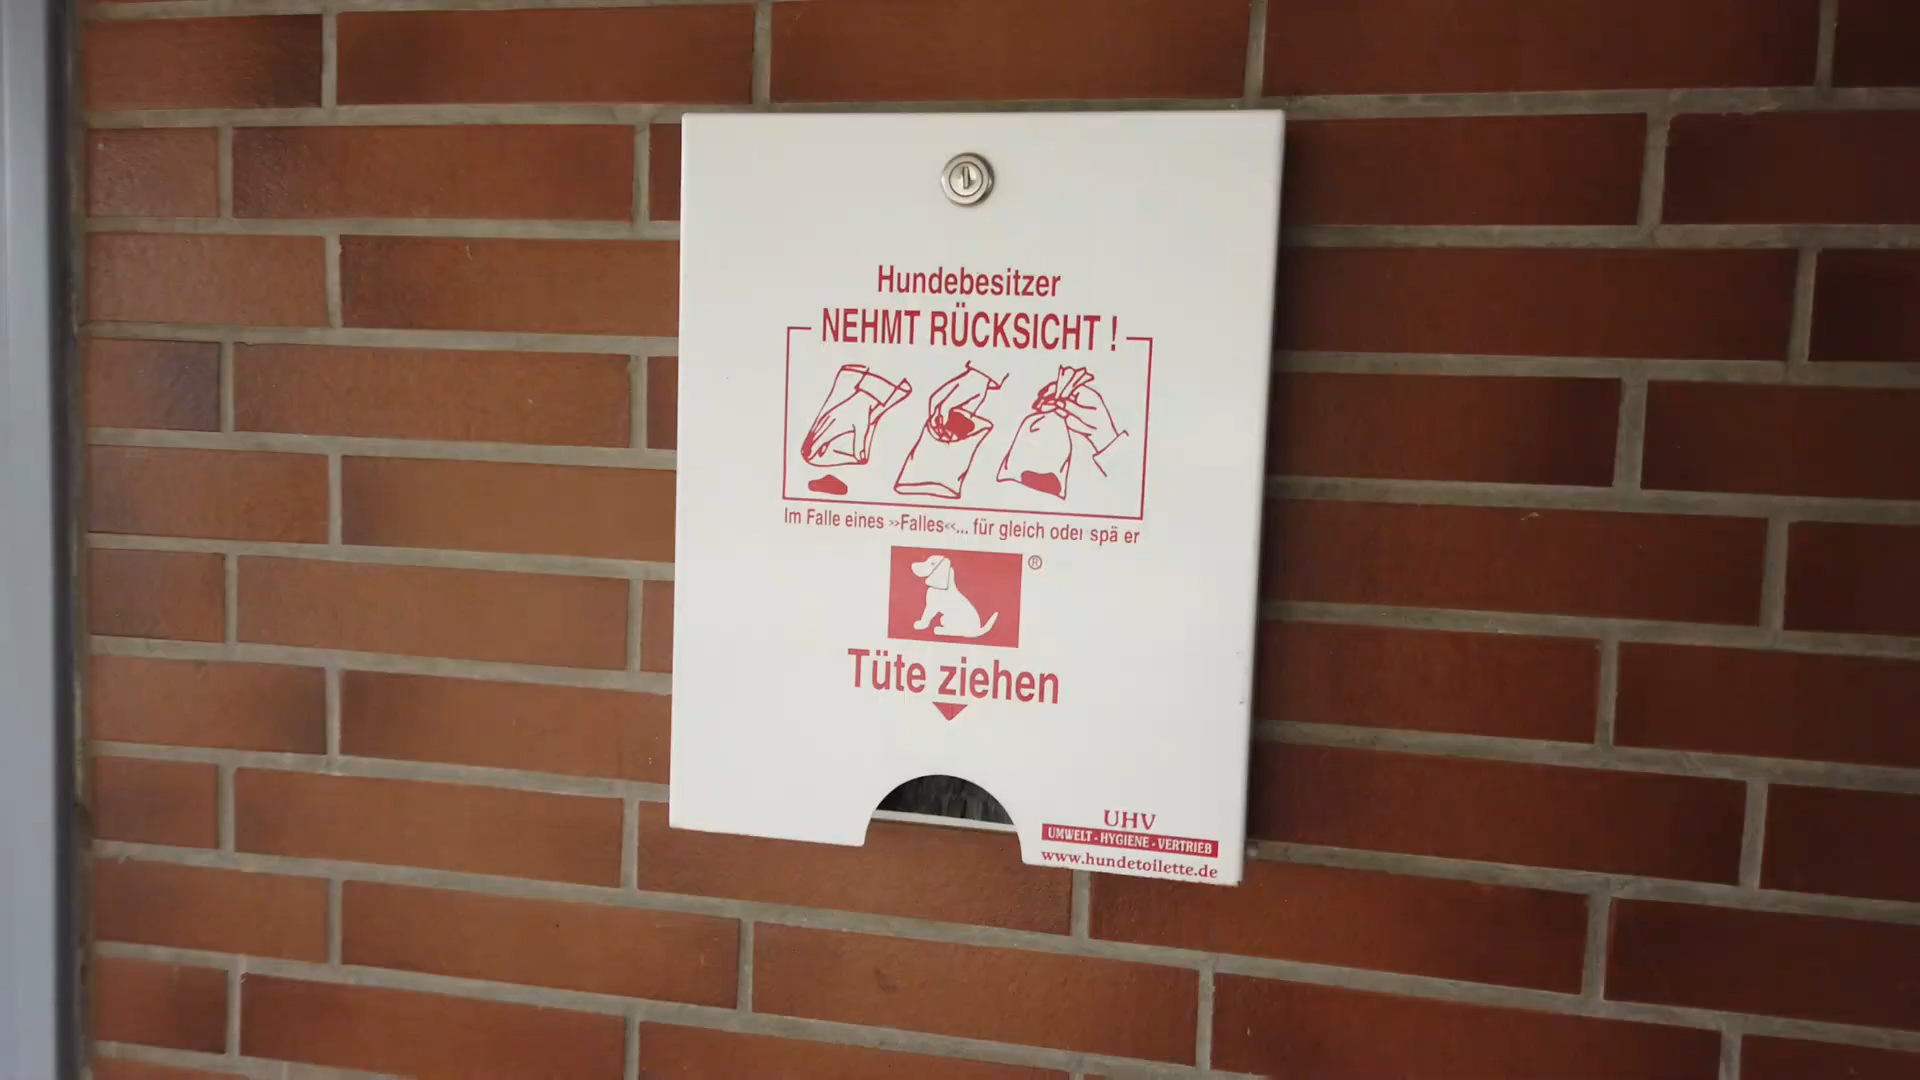 Hundebesitzer
NEHMT RÜCKSICHT !
Im Falle eines »Falles«... für gleich oder spä er
®
Tüte ziehen
UHV
UMWELT - HYGIENE - VERTRIEB
www.hundetoilette.de